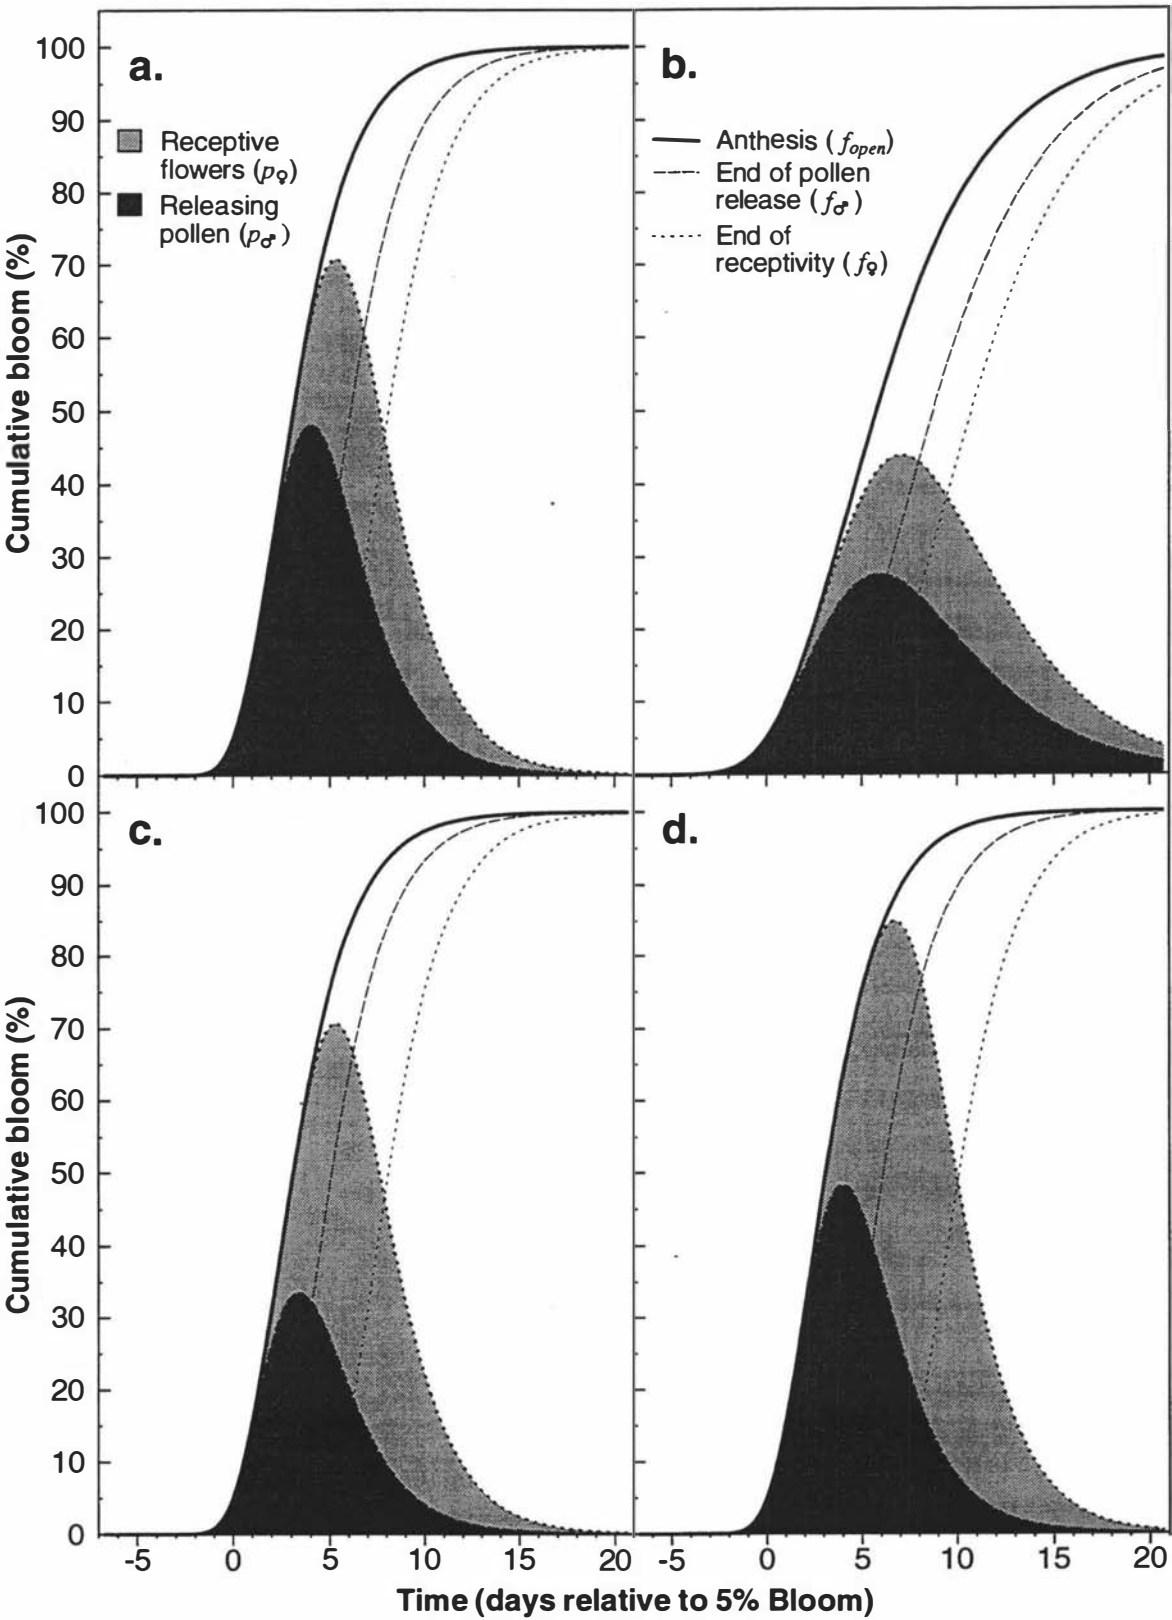 a.
b.
100
90
80
70
60
50
40
30
20
10
0
Cumulative bloom (%)
Receptive
flowers (p♀)
Releasing
pollen (p♂)
Anthesis (fopen)
End of pollen
release (f♂)
End of
receptivity (f♀)
c.
d.
100
90
80
70
60
50
40
30
20
10
0
Cumulative bloom (%)
-5 0 5 10 15 20 -5 0 5 10 15 20
Time (days relative to 5% Bloom)